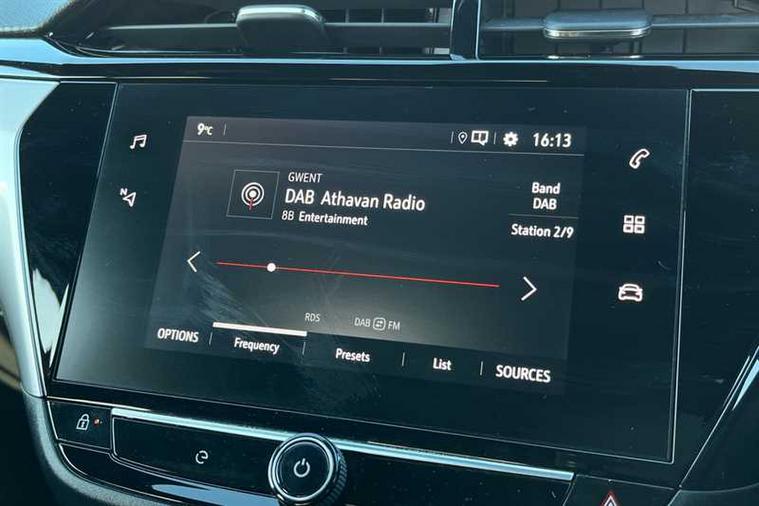 9°C
16:13
GWENT
DAB Athavan Radio
8B Entertainment
Band
DAB
Station 2/9
N
RDS
DAB FM
OPTIONS
Frequency
Presets
List
SOURCES